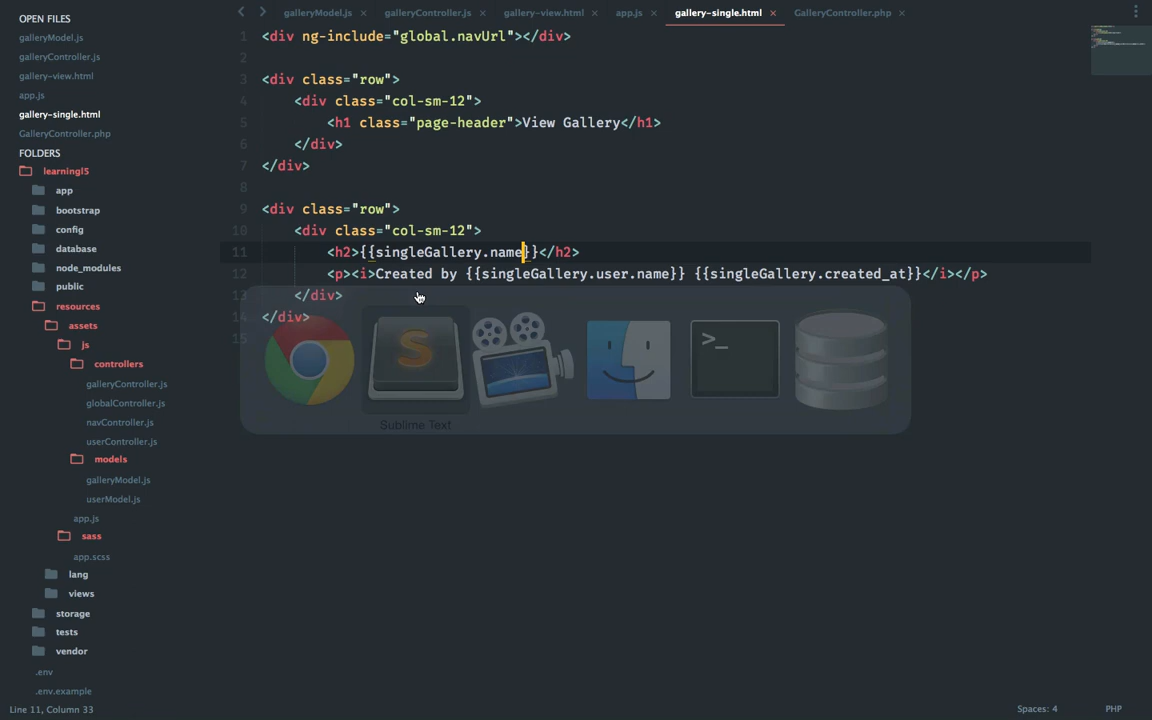 OPEN FILES
galleryModel.js
galleryController.js
gallery-view.html
app.js
gallery-single.html
GalleryController.php
FOLDERS
learningl5
app
bootstrap
config
database
node_modules
public
resources
assets
js
controllers
galleryController.js
globalController.js
navController.js
userController.js
models
galleryModel.js
userModel.js
app.js
sass
app.scss
lang
views
storage
tests
vendor
.env
.env.example
galleryModel.js × galleryController.js × gallery-view.html × app.js × gallery-single.html × GalleryController.php ×
1 <div ng-include="global.navUrl"></div>
2
3 <div class="row">
4 <div class="col-sm-12">
5 <h1 class="page-header">View Gallery</h1>
6 </div>
7 </div>
8
9 <div class="row">
10 <div class="col-sm-12">
11 <h2>{{singleGallery.name}}</h2>
12 <p><i>Created by {{singleGallery.user.name}} {{singleGallery.created_at}}</i></p>
13 </div>
14 </div>
15
Sublime Text
Line 11, Column 33
Spaces: 4
PHP